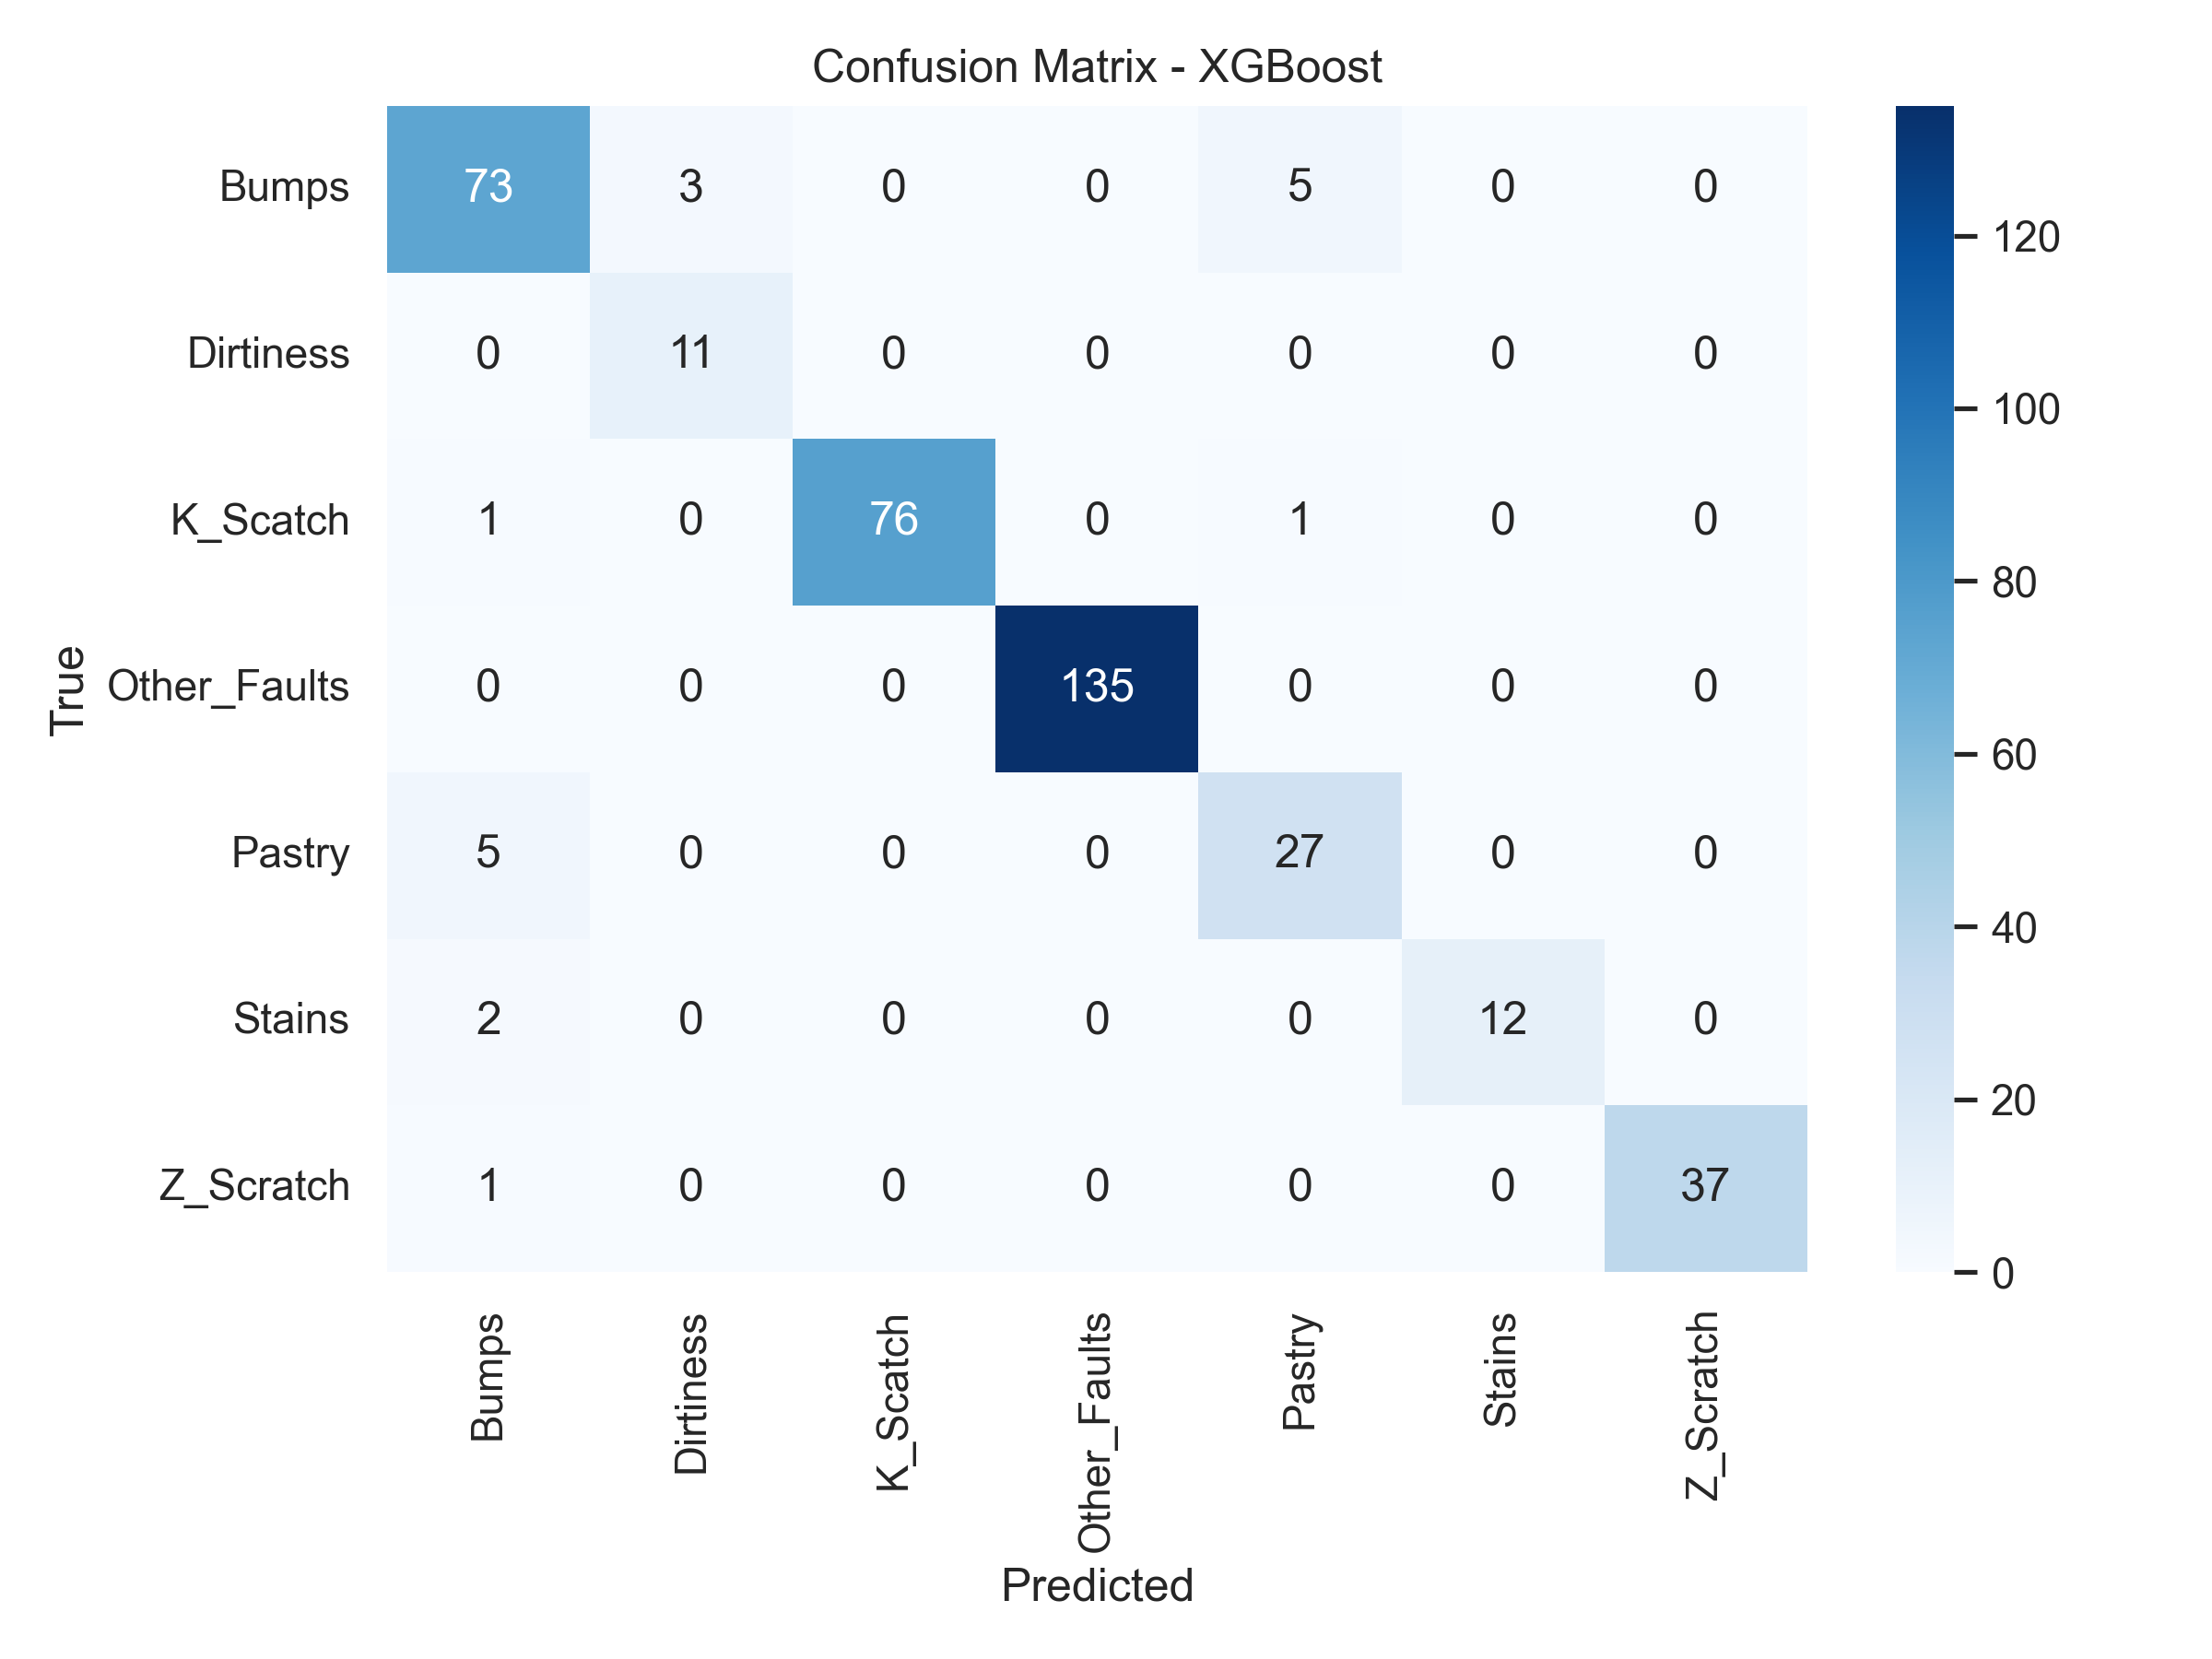 Confusion Matrix - XGBoost
Bumps 73 3 0 0 5 0 0
Dirtiness 0 11 0 0 0 0 0
K_Scatch 1 0 76 0 1 0 0
Other_Faults 0 0 0 135 0 0 0
Pastry 5 0 0 0 27 0 0
Stains 2 0 0 0 0 12 0
Z_Scratch 1 0 0 0 0 0 37
True
Bumps Dirtiness K_Scatch Other_Faults Pastry Stains Z_Scratch
Predicted
120
100
80
60
40
20
0